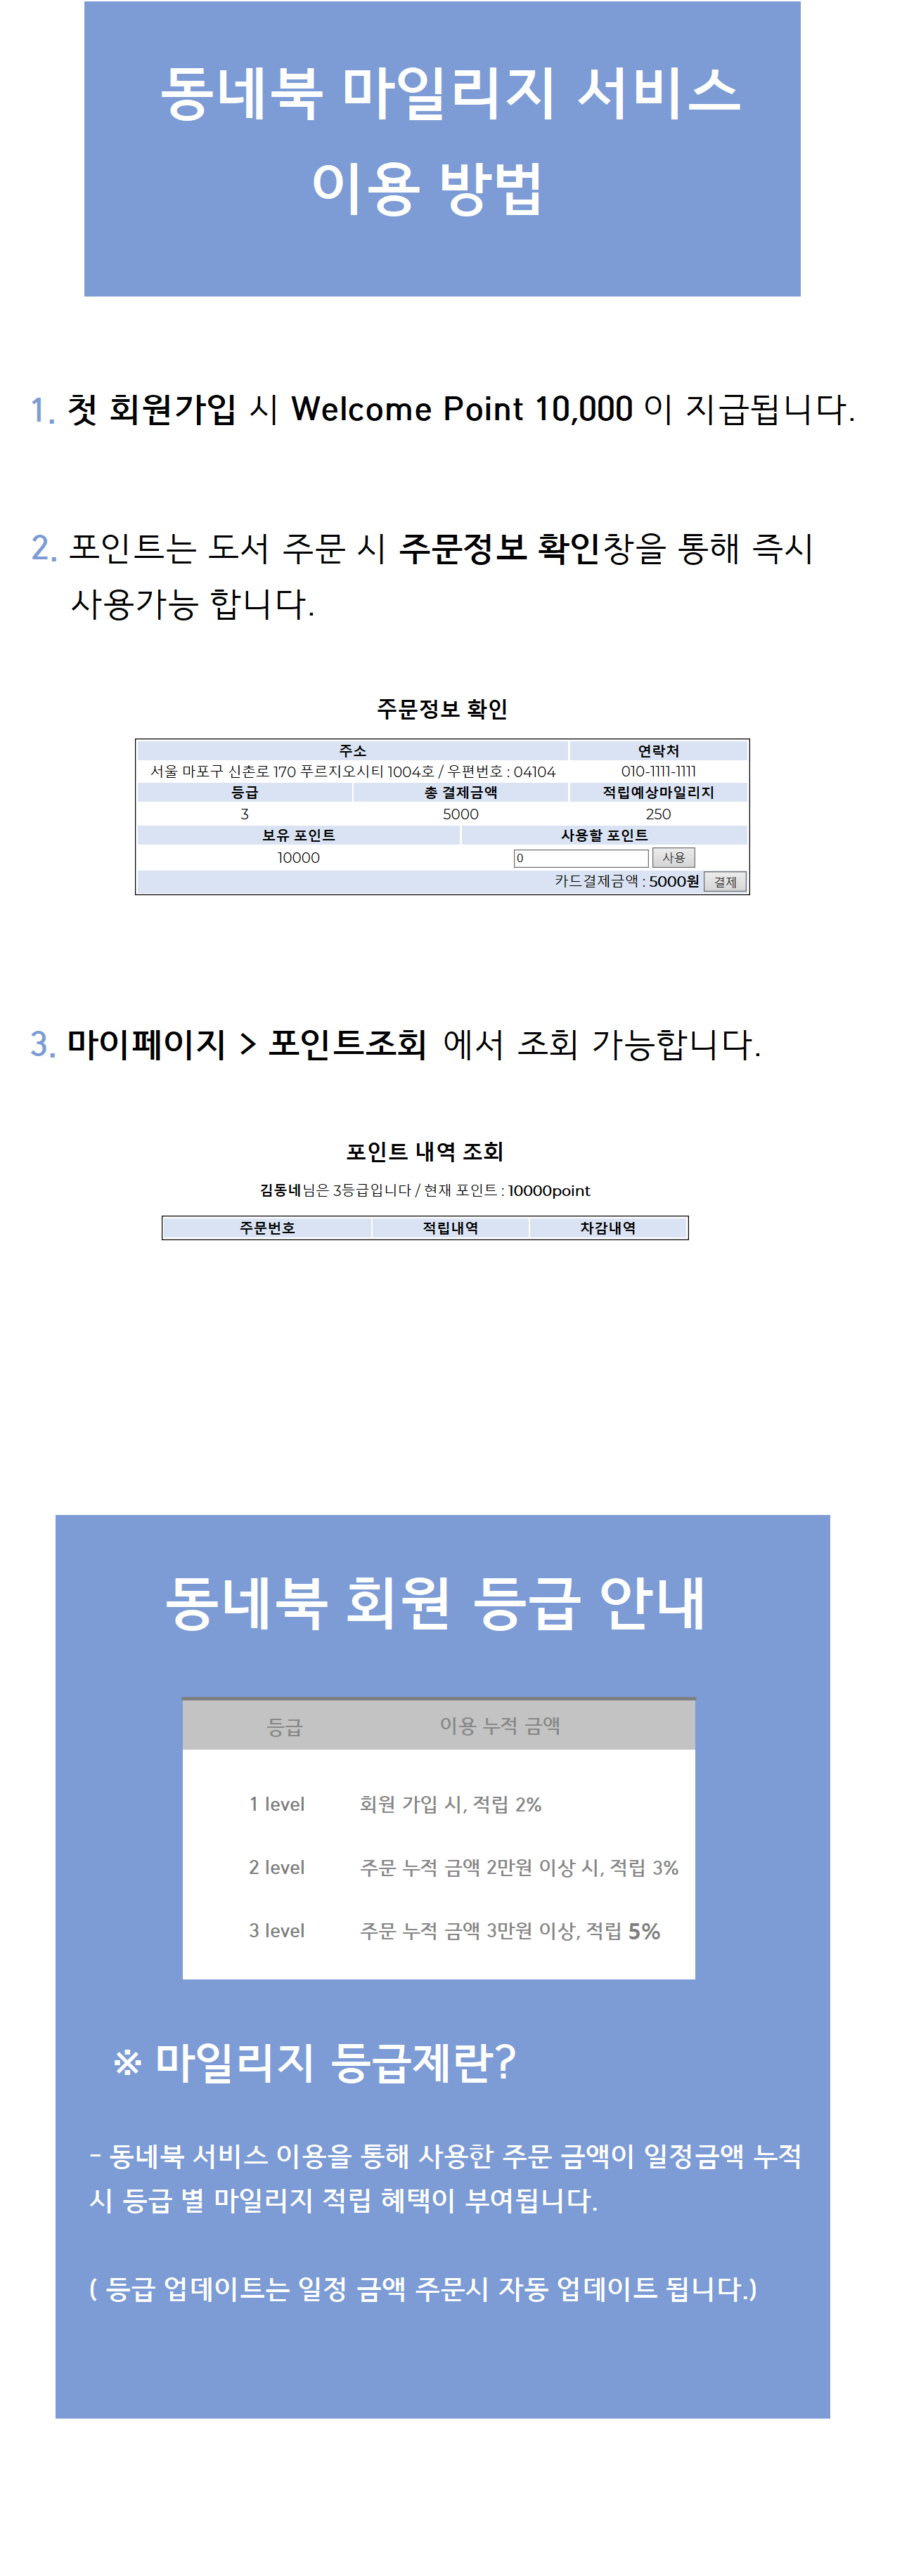 동네북 마일리지 서비스
이용 방법
1. 첫 회원가입 시 Welcome Point 10,000 이 지급됩니다.
2. 포인트는 도서 주문 시 주문정보 확인창을 통해 즉시
사용가능 합니다.
주문정보 확인
주소 연락처
서울 마포구 신촌로 170 푸르지오시티 1004호 / 우편번호 : 04104 010-1111-1111
등급 총 결제금액 적립예상마일리지
3 5000 250
보유 포인트 사용할 포인트
10000 0 사용
카드결제금액 : 5000원 결제
3. 마이페이지 > 포인트조회 에서 조회 가능합니다.
포인트 내역 조회
김동네님은 3등급입니다 / 현재 포인트 : 10000point
주문번호 적립내역 차감내역
동네북 회원 등급 안내
등급 이용 누적 금액
1 level 회원 가입 시, 적립 2%
2 level 주문 누적 금액 2만원 이상 시, 적립 3%
3 level 주문 누적 금액 3만원 이상, 적립 5%
※ 마일리지 등급제란?
- 동네북 서비스 이용을 통해 사용한 주문 금액이 일정금액 누적
시 등급 별 마일리지 적립 혜택이 부여됩니다.
( 등급 업데이트는 일정 금액 주문시 자동 업데이트 됩니다.)